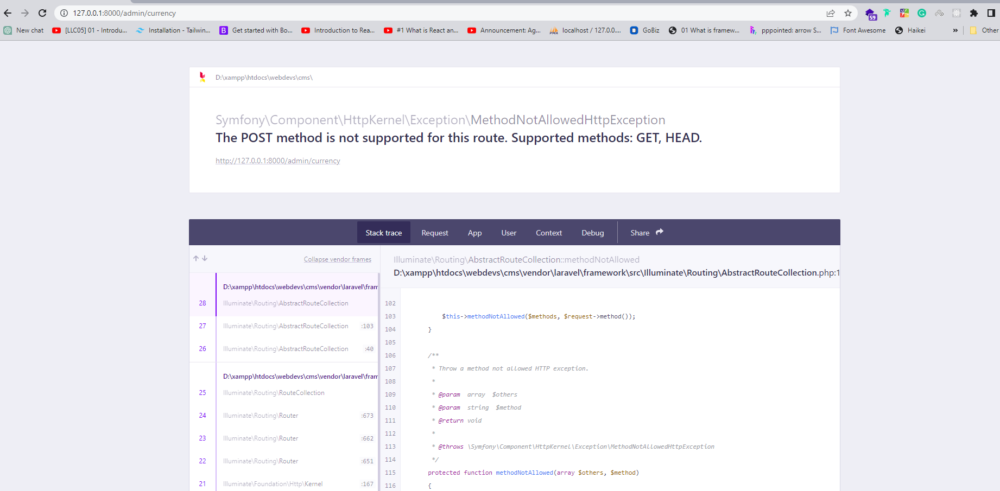 127.0.0.1:8000/admin/currency
59
New chat
[LLC05] 01 - Introdu...
Installation - Tailwin...
B
Get started with Bo...
Introduction to Rea...
#1 What is React an...
Announcement: Ag...
PMA
localhost / 127.0.0....
GoBiz
01 What is framew...
pppointed: arrow S...
Font Awesome
Haikei
»
Other
D:\xampp\htdocs\webdevs\cms\
Symfony\Component\HttpKernel\Exception\MethodNotAllowedHttpException
The POST method is not supported for this route. Supported methods: GET, HEAD.
http://127.0.0.1:8000/admin/currency
Stack trace
Request
App
User
Context
Debug
Share
Collapse vendor frames
D:\xampp\htdocs\webdevs\cms\vendor\laravel\fram
28 Illuminate\Routing\AbstractRouteCollection
27 Illuminate\Routing\AbstractRouteCollection :103
26 Illuminate\Routing\AbstractRouteCollection :40
D:\xampp\htdocs\webdevs\cms\vendor\laravel\fram
25 Illuminate\Routing\RouteCollection
24 Illuminate\Routing\Router :673
23 Illuminate\Routing\Router :662
22 Illuminate\Routing\Router :651
21 Illuminate\Foundation\Http\Kernel :167
Illuminate\Routing\AbstractRouteCollection::methodNotAllowed
D:\xampp\htdocs\webdevs\cms\vendor\laravel\framework\src\Illuminate\Routing\AbstractRouteCollection.php:1
102
103 $this->methodNotAllowed($methods, $request->method());
104 }
105
106 /**
107 * Throw a method not allowed HTTP exception.
108 *
109 * @param array $others
110 * @param string $method
111 * @return void
112 *
113 * @throws \Symfony\Component\HttpKernel\Exception\MethodNotAllowedHttpException
114 */
115 protected function methodNotAllowed(array $others, $method)
116 {